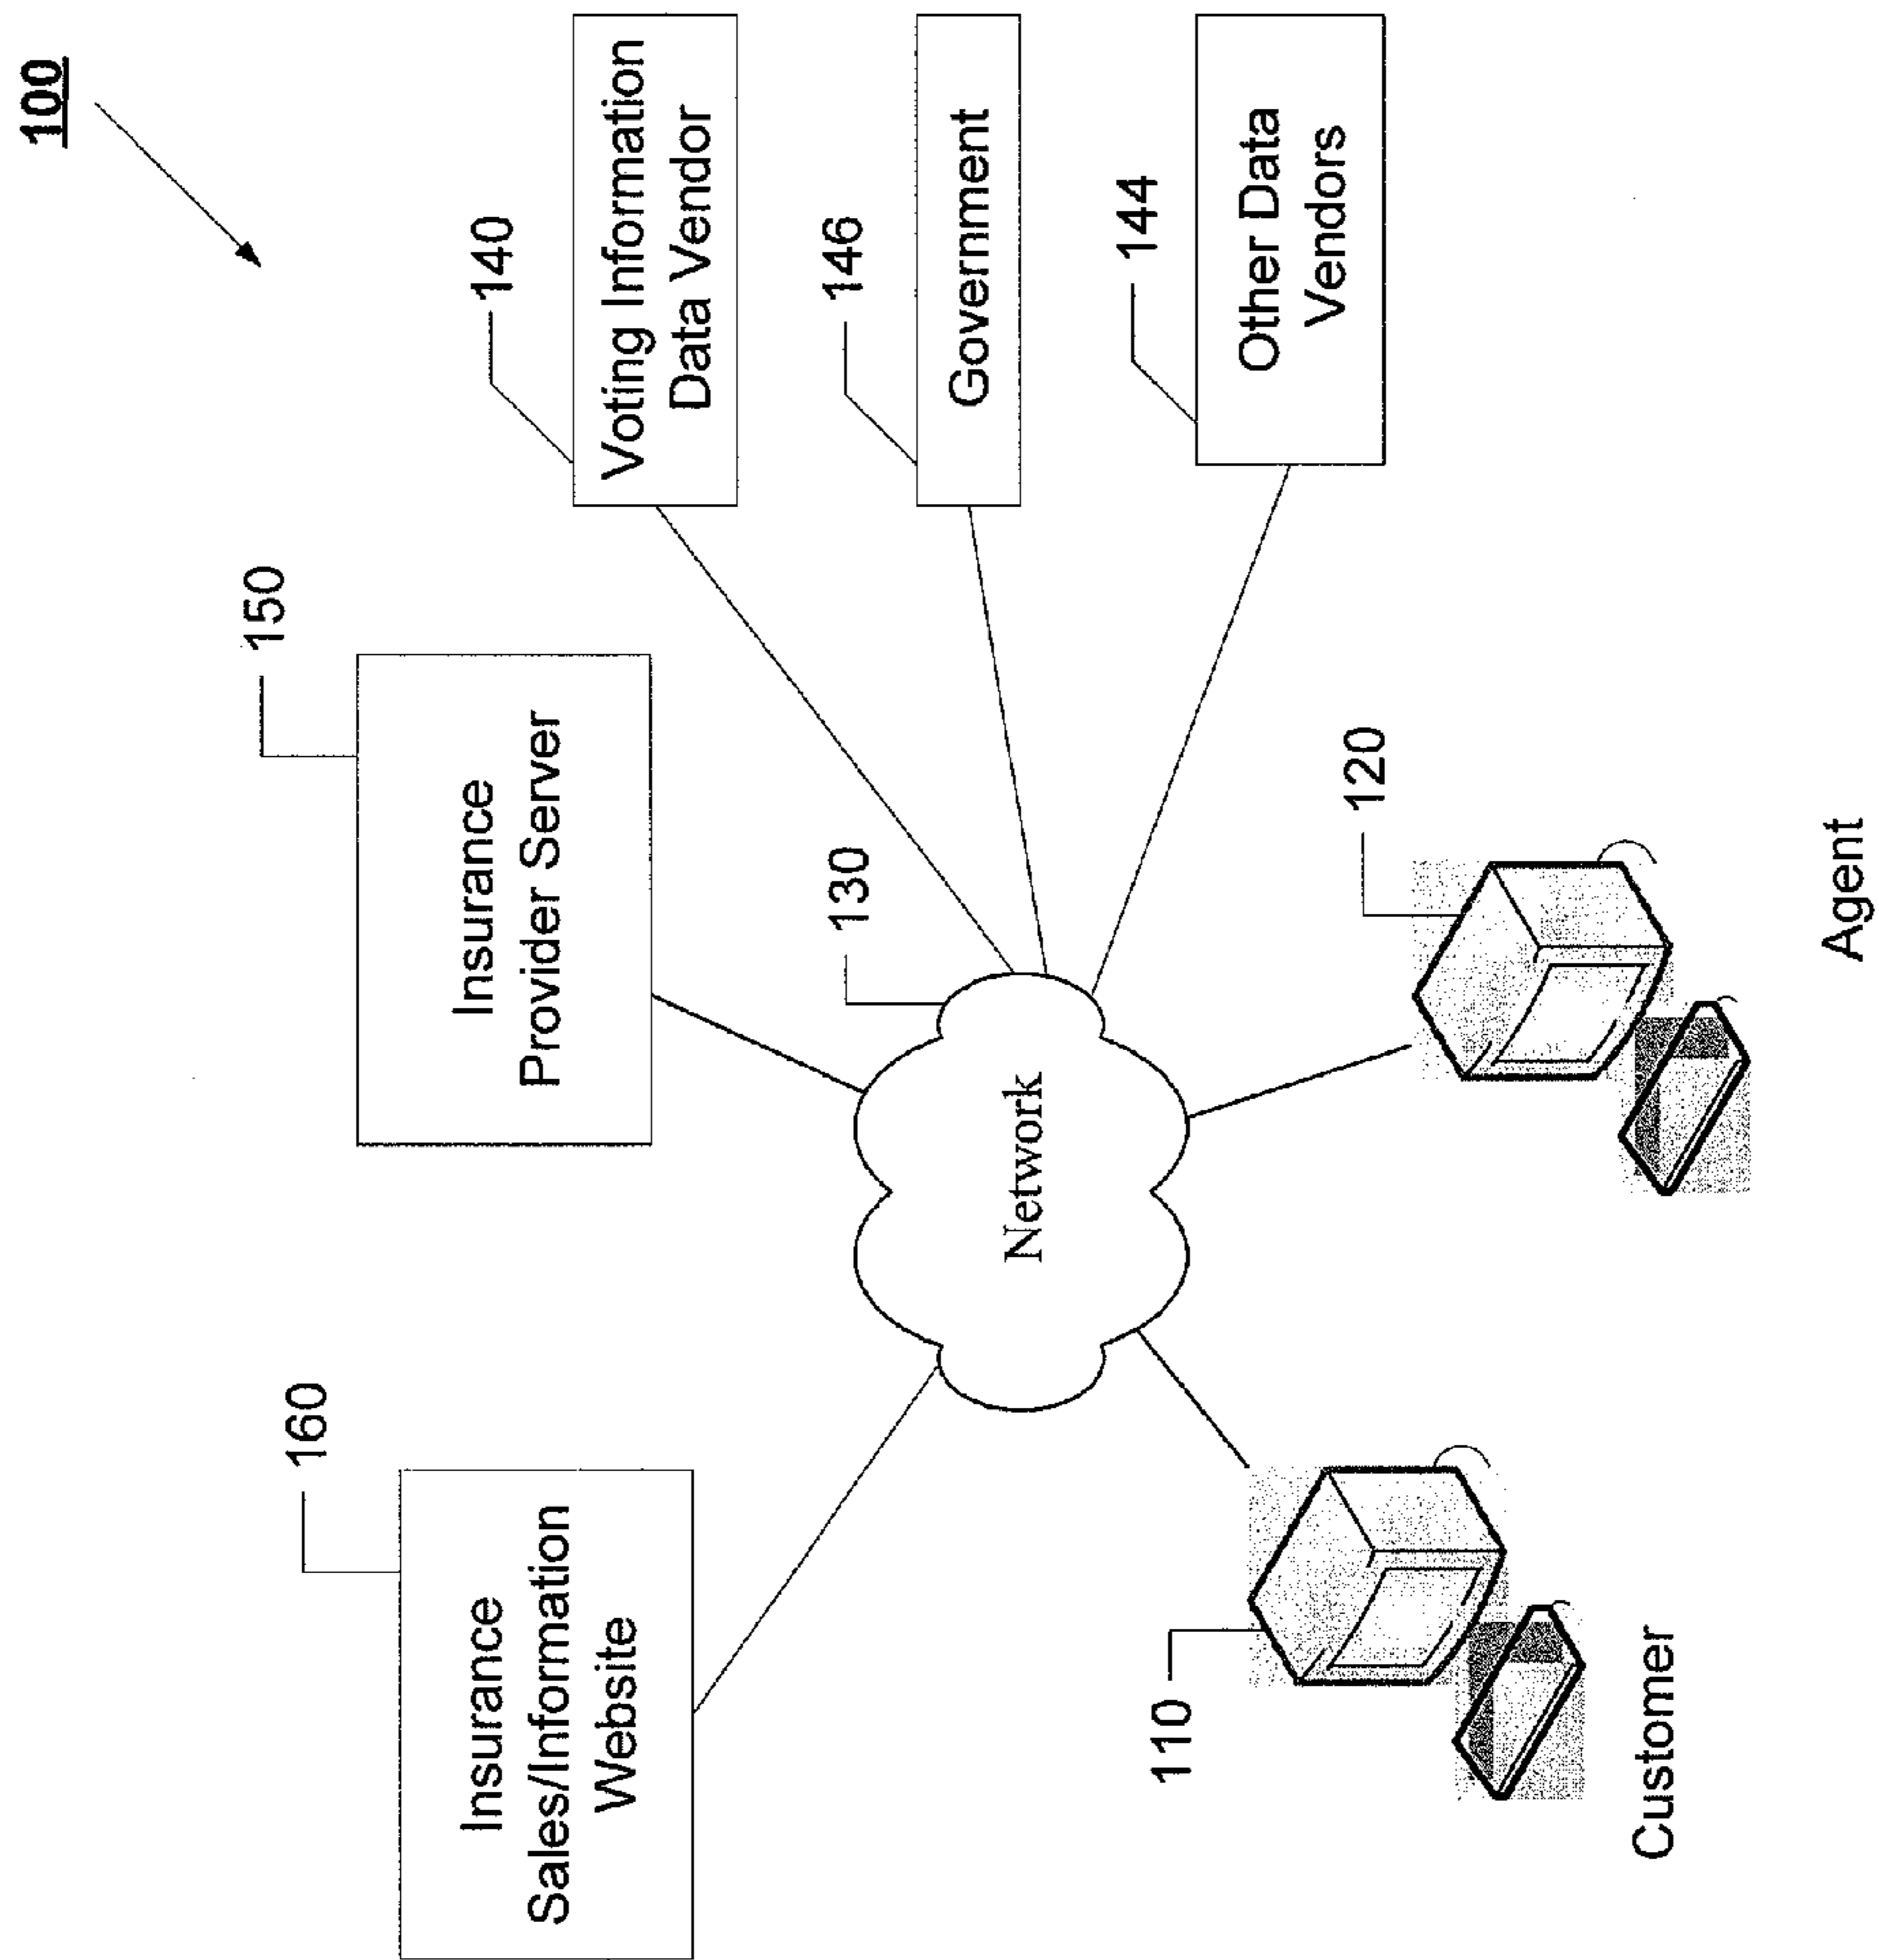 100
160
Insurance
Sales/Information
Website
150
Insurance
Provider Server
140
Voting Information
Data Vendor
130
Network
146
Government
144
Other Data
Vendors
110
Customer
120
Agent